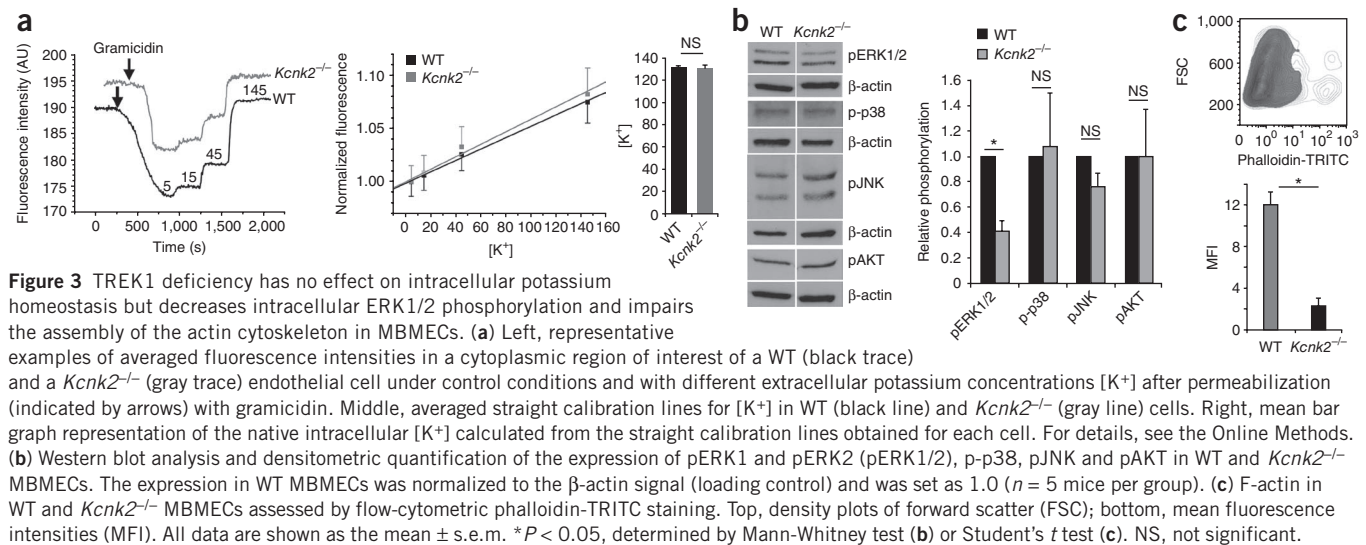 a
Fluorescence intensity (AU)
200
195
190
185
180
175
170
Gramicidin
Kcnk2–/–
145
WT
5
15
45
0
500
1,000
1,500
2,000
Time (s)
Normalized fluorescence
1.10
1.05
1.00
WT
Kcnk2–/–
0
20
40
60
80
100
120
140
160
[K+]
NS
[K+]
140
120
100
80
60
40
20
0
WT
Kcnk2–/–
b
WT Kcnk2–/–
pERK1/2
β-actin
p-p38
β-actin
pJNK
β-actin
pAKT
β-actin
WT
Kcnk2–/–
Relative phosphorylation
1.6
1.4
1.2
1.0
0.8
0.6
0.4
0.2
0
*
NS
NS
NS
pERK1/2
p-p38
pJNK
pAKT
c
FSC
1,000
600
200
0 10⁰ 10¹ 10² 10³
Phalloidin-TRITC
MFI
12
8
4
0
*
WT Kcnk2–/–
Figure 3 TREK1 deficiency has no effect on intracellular potassium
homeostasis but decreases intracellular ERK1/2 phosphorylation and impairs
the assembly of the actin cytoskeleton in MBMECs. (a) Left, representative
examples of averaged fluorescence intensities in a cytoplasmic region of interest of a WT (black trace)
and a Kcnk2–/– (gray trace) endothelial cell under control conditions and with different extracellular potassium concentrations [K+] after permeabilization
(indicated by arrows) with gramicidin. Middle, averaged straight calibration lines for [K+] in WT (black line) and Kcnk2–/– (gray line) cells. Right, mean bar
graph representation of the native intracellular [K+] calculated from the straight calibration lines obtained for each cell. For details, see the Online Methods.
(b) Western blot analysis and densitometric quantification of the expression of pERK1 and pERK2 (pERK1/2), p-p38, pJNK and pAKT in WT and Kcnk2–/–
MBMECs. The expression in WT MBMECs was normalized to the β-actin signal (loading control) and was set as 1.0 (n = 5 mice per group). (c) F-actin in
WT and Kcnk2–/– MBMECs assessed by flow-cytometric phalloidin-TRITC staining. Top, density plots of forward scatter (FSC); bottom, mean fluorescence
intensities (MFI). All data are shown as the mean ± s.e.m. *P < 0.05, determined by Mann-Whitney test (b) or Student's t test (c). NS, not significant.